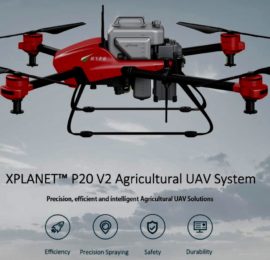 XPLANET™ P20 V2 Agricultural UAV System
Precision, efficient and intelligent Agricultural UAV Solutions
Efficiency Precision Spraying Safety Durability